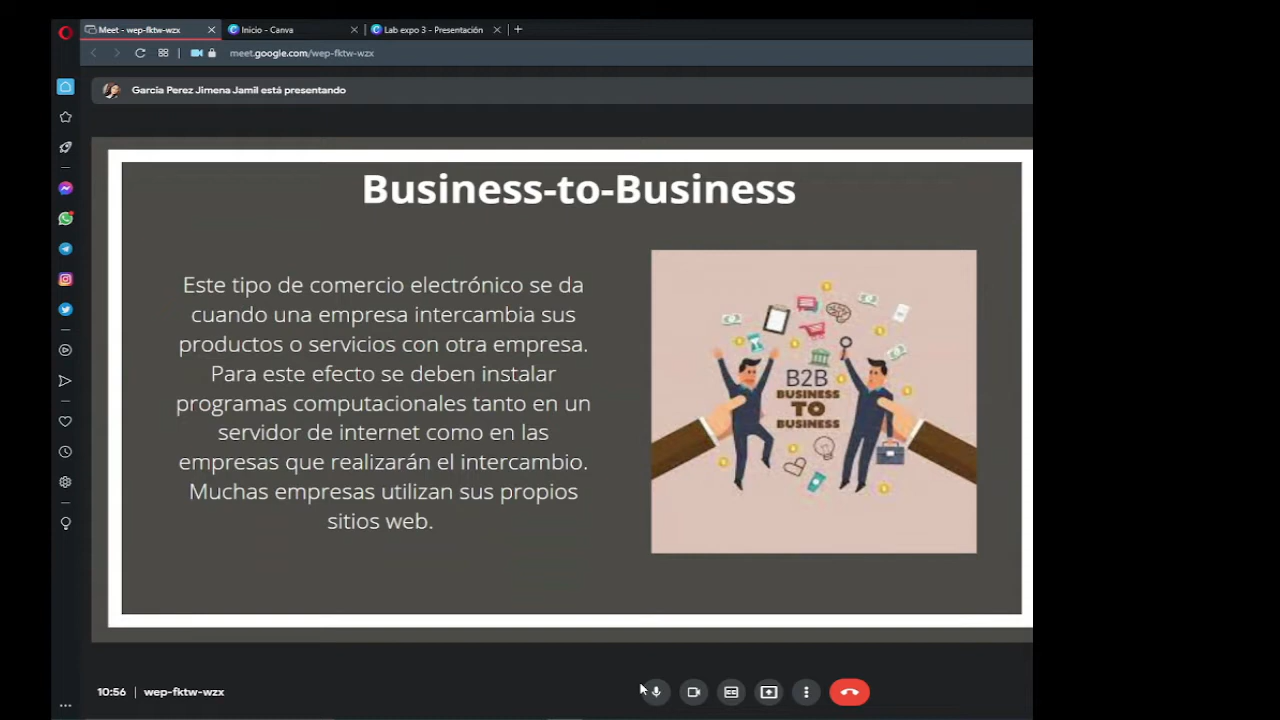 Meet - wep-fktw-wzx
Inicio - Canva
Lab expo 3 - Presentación
meet.google.com/wep-fktw-wzx
Garcia Perez Jimena Jamil está presentando
Business-to-Business
Este tipo de comercio electrónico se da
cuando una empresa intercambia sus
productos o servicios con otra empresa.
Para este efecto se deben instalar
programas computacionales tanto en un
servidor de internet como en las
empresas que realizarán el intercambio.
Muchas empresas utilizan sus propios
sitios web.
B2B
BUSINESS
TO
BUSINESS
10:56 | wep-fktw-wzx